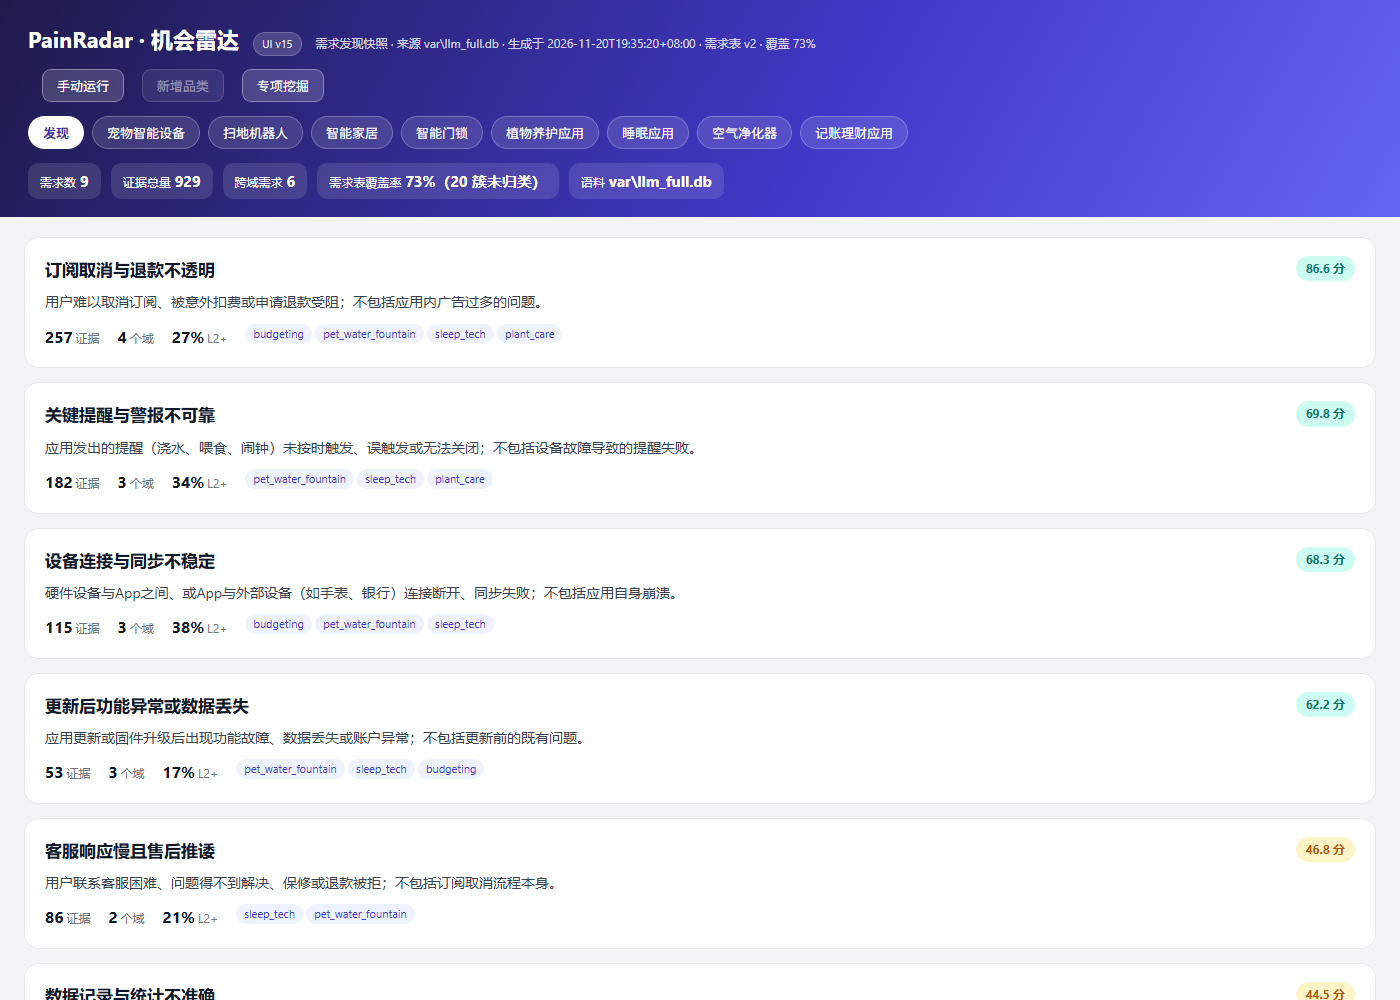 PainRadar · 机会雷达 UI v15 需求发现快照 · 来源 var\llm_full.db · 生成于 2026-11-20T19:35:20+08:00 · 需求表 v2 · 覆盖 73%
手动运行 新增品类 专项挖掘
发现 宠物智能设备 扫地机器人 智能家居 智能门锁 植物养护应用 睡眠应用 空气净化器 记账理财应用
需求数 9 证据总量 929 跨域需求 6 需求表覆盖率 73%（20 簇未归类） 语料 var\llm_full.db
订阅取消与退款不透明 86.6 分
用户难以取消订阅、被意外扣费或申请退款受阻；不包括应用内广告过多的问题。
257 证据 4 个域 27% L2+ budgeting pet_water_fountain sleep_tech plant_care
关键提醒与警报不可靠 69.8 分
应用发出的提醒（浇水、喂食、闹钟）未按时触发、误触发或无法关闭；不包括设备故障导致的提醒失败。
182 证据 3 个域 34% L2+ pet_water_fountain sleep_tech plant_care
设备连接与同步不稳定 68.3 分
硬件设备与App之间、或App与外部设备（如手表、银行）连接断开、同步失败；不包括应用自身崩溃。
115 证据 3 个域 38% L2+ budgeting pet_water_fountain sleep_tech
更新后功能异常或数据丢失 62.2 分
应用更新或固件升级后出现功能故障、数据丢失或账户异常；不包括更新前的既有问题。
53 证据 3 个域 17% L2+ pet_water_fountain sleep_tech budgeting
客服响应慢且售后推诿 46.8 分
用户联系客服困难、问题得不到解决、保修或退款被拒；不包括订阅取消流程本身。
86 证据 2 个域 21% L2+ sleep_tech pet_water_fountain
数据记录与统计不准确 44.5 分